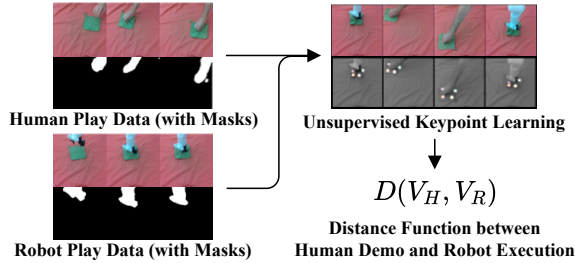 Human Play Data (with Masks)
Robot Play Data (with Masks)
Unsupervised Keypoint Learning
D(V_H, V_R)
Distance Function between
Human Demo and Robot Execution